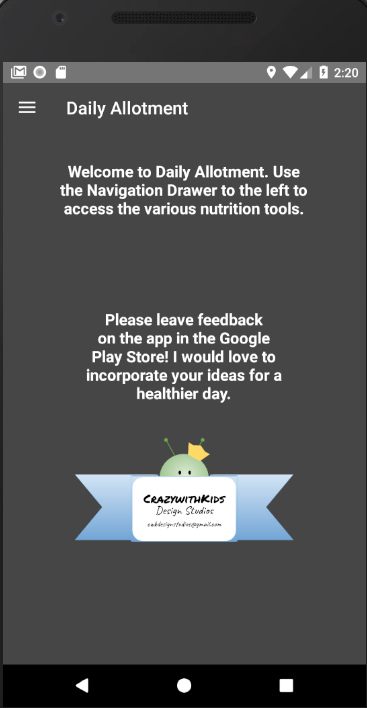 2:20
Daily Allotment
Welcome to Daily Allotment. Use
the Navigation Drawer to the left to
access the various nutrition tools.
Please leave feedback
on the app in the Google
Play Store! I would love to
incorporate your ideas for a
healthier day.
CrazywithKids
Design Studios
cwkdesignstudios@gmail.com